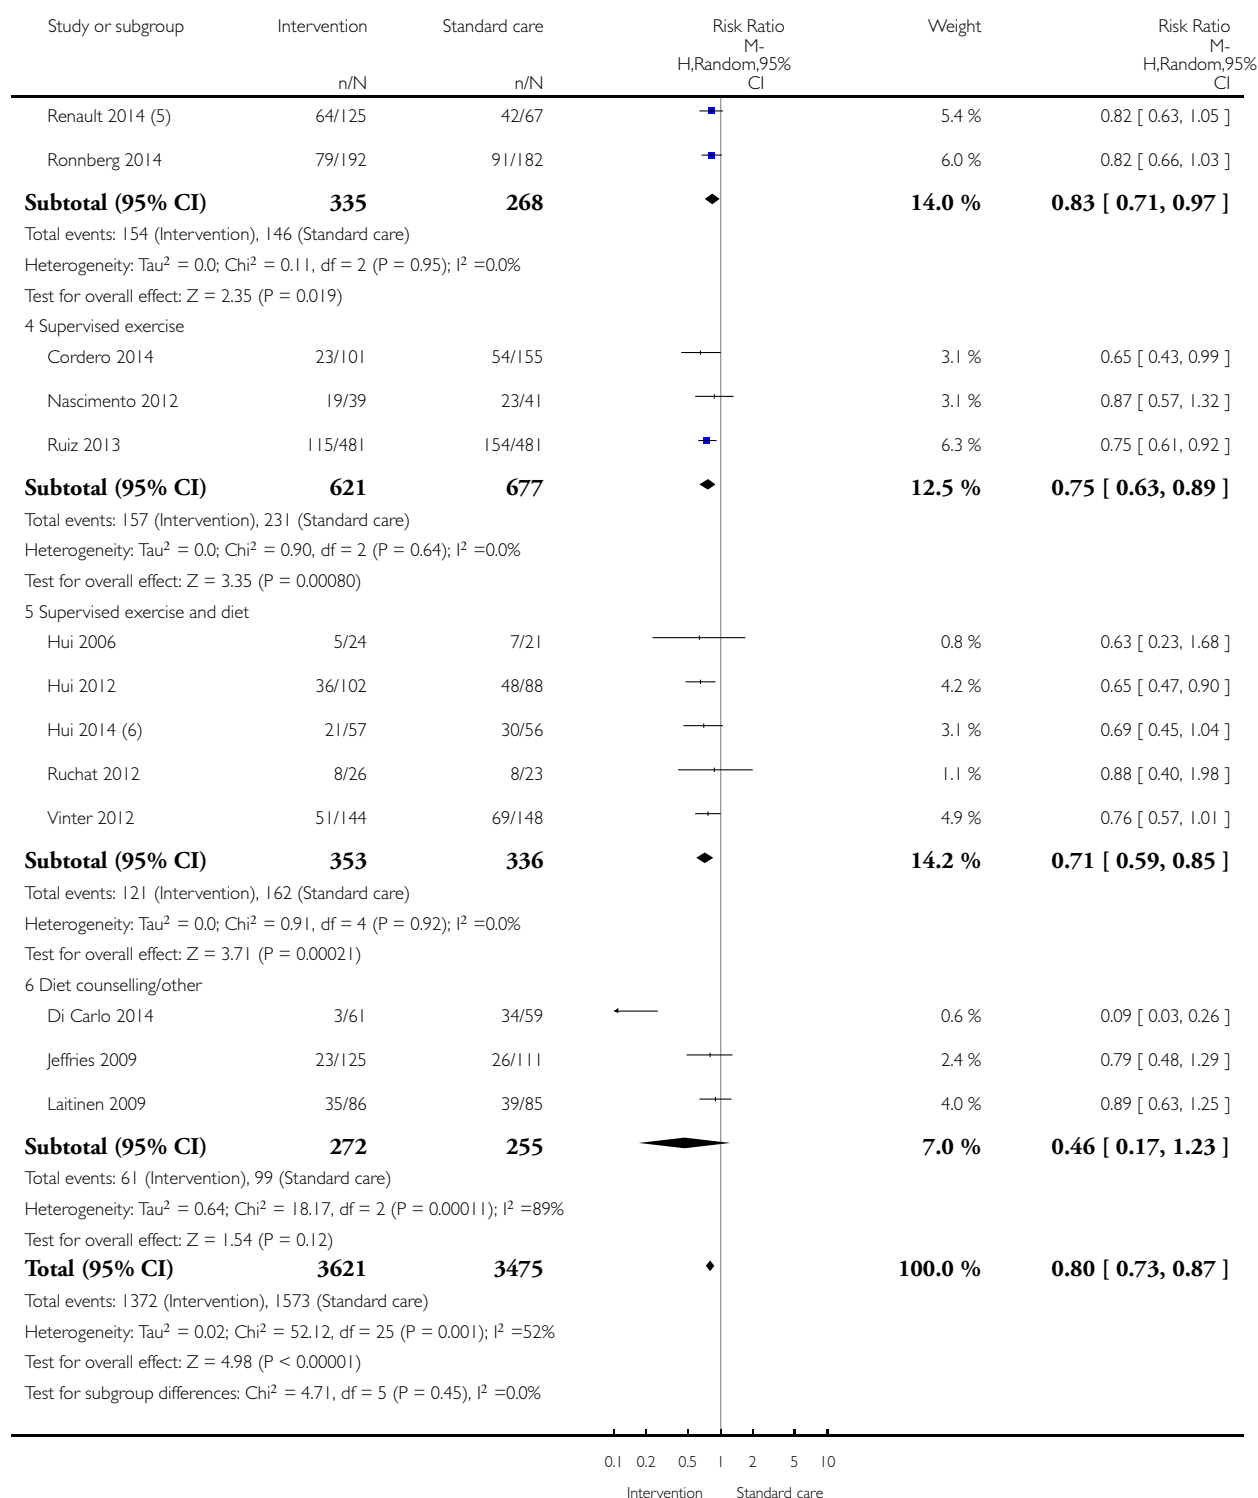 Study or subgroup Intervention Standard care Risk Ratio Weight Risk Ratio
M- M-
H,Random,95% H,Random,95%
n/N n/N CI CI
Renault 2014 (5) 64/125 42/67 5.4 % 0.82 [ 0.63, 1.05 ]
Ronnberg 2014 79/192 91/182 6.0 % 0.82 [ 0.66, 1.03 ]
Subtotal (95% CI) 335 268 14.0 % 0.83 [ 0.71, 0.97 ]
Total events: 154 (Intervention), 146 (Standard care)
Heterogeneity: Tau² = 0.0; Chi² = 0.11, df = 2 (P = 0.95); I² =0.0%
Test for overall effect: Z = 2.35 (P = 0.019)
4 Supervised exercise
Cordero 2014 23/101 54/155 3.1 % 0.65 [ 0.43, 0.99 ]
Nascimento 2012 19/39 23/41 3.1 % 0.87 [ 0.57, 1.32 ]
Ruiz 2013 115/481 154/481 6.3 % 0.75 [ 0.61, 0.92 ]
Subtotal (95% CI) 621 677 12.5 % 0.75 [ 0.63, 0.89 ]
Total events: 157 (Intervention), 231 (Standard care)
Heterogeneity: Tau² = 0.0; Chi² = 0.90, df = 2 (P = 0.64); I² =0.0%
Test for overall effect: Z = 3.35 (P = 0.00080)
5 Supervised exercise and diet
Hui 2006 5/24 7/21 0.8 % 0.63 [ 0.23, 1.68 ]
Hui 2012 36/102 48/88 4.2 % 0.65 [ 0.47, 0.90 ]
Hui 2014 (6) 21/57 30/56 3.1 % 0.69 [ 0.45, 1.04 ]
Ruchat 2012 8/26 8/23 1.1 % 0.88 [ 0.40, 1.98 ]
Vinter 2012 51/144 69/148 4.9 % 0.76 [ 0.57, 1.01 ]
Subtotal (95% CI) 353 336 14.2 % 0.71 [ 0.59, 0.85 ]
Total events: 121 (Intervention), 162 (Standard care)
Heterogeneity: Tau² = 0.0; Chi² = 0.91, df = 4 (P = 0.92); I² =0.0%
Test for overall effect: Z = 3.71 (P = 0.00021)
6 Diet counselling/other
Di Carlo 2014 3/61 34/59 0.6 % 0.09 [ 0.03, 0.26 ]
Jeffries 2009 23/125 26/111 2.4 % 0.79 [ 0.48, 1.29 ]
Laitinen 2009 35/86 39/85 4.0 % 0.89 [ 0.63, 1.25 ]
Subtotal (95% CI) 272 255 7.0 % 0.46 [ 0.17, 1.23 ]
Total events: 61 (Intervention), 99 (Standard care)
Heterogeneity: Tau² = 0.64; Chi² = 18.17, df = 2 (P = 0.00011); I² =89%
Test for overall effect: Z = 1.54 (P = 0.12)
Total (95% CI) 3621 3475 100.0 % 0.80 [ 0.73, 0.87 ]
Total events: 1372 (Intervention), 1573 (Standard care)
Heterogeneity: Tau² = 0.02; Chi² = 52.12, df = 25 (P = 0.001); I² =52%
Test for overall effect: Z = 4.98 (P < 0.00001)
Test for subgroup differences: Chi² = 4.71, df = 5 (P = 0.45), I² =0.0%
0.1 0.2 0.5 1 2 5 10
Intervention Standard care